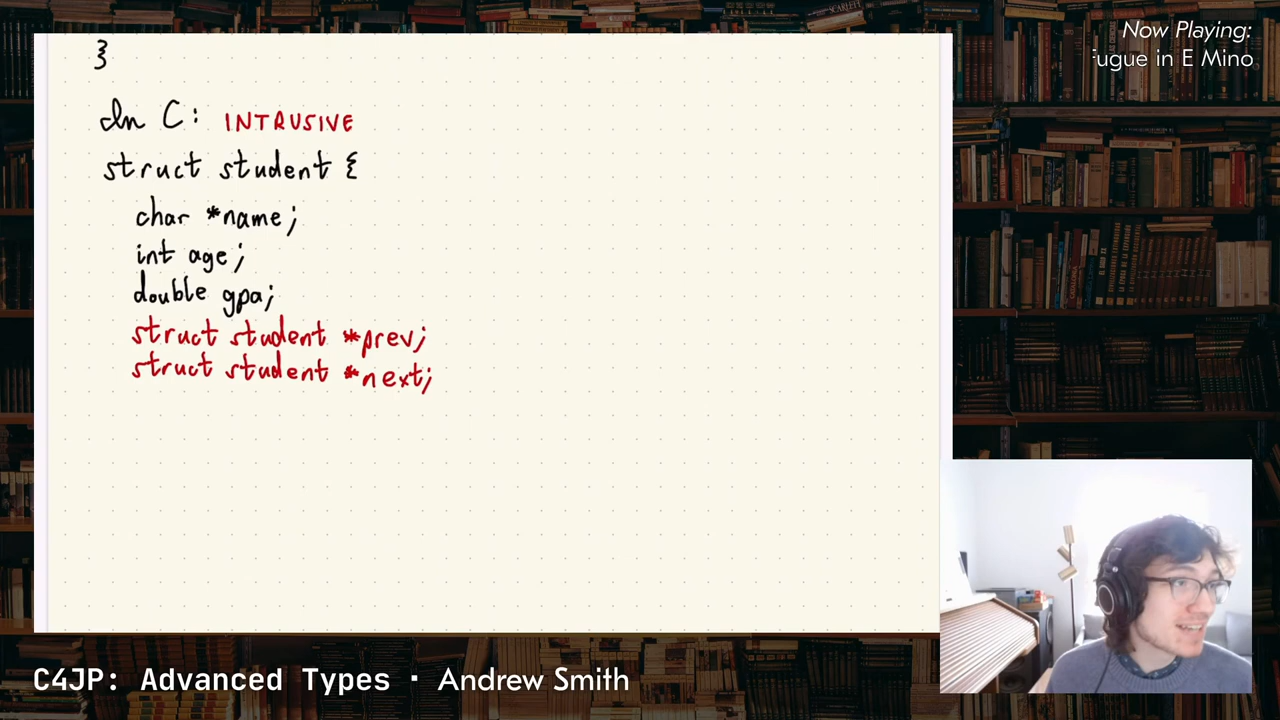 Now Playing:
fugue in E Mino
}
In C: INTRUSIVE
struct student {
char *name;
int age;
double gpa;
struct student *prev;
struct student *next;
C4JP: Advanced Types · Andrew Smith